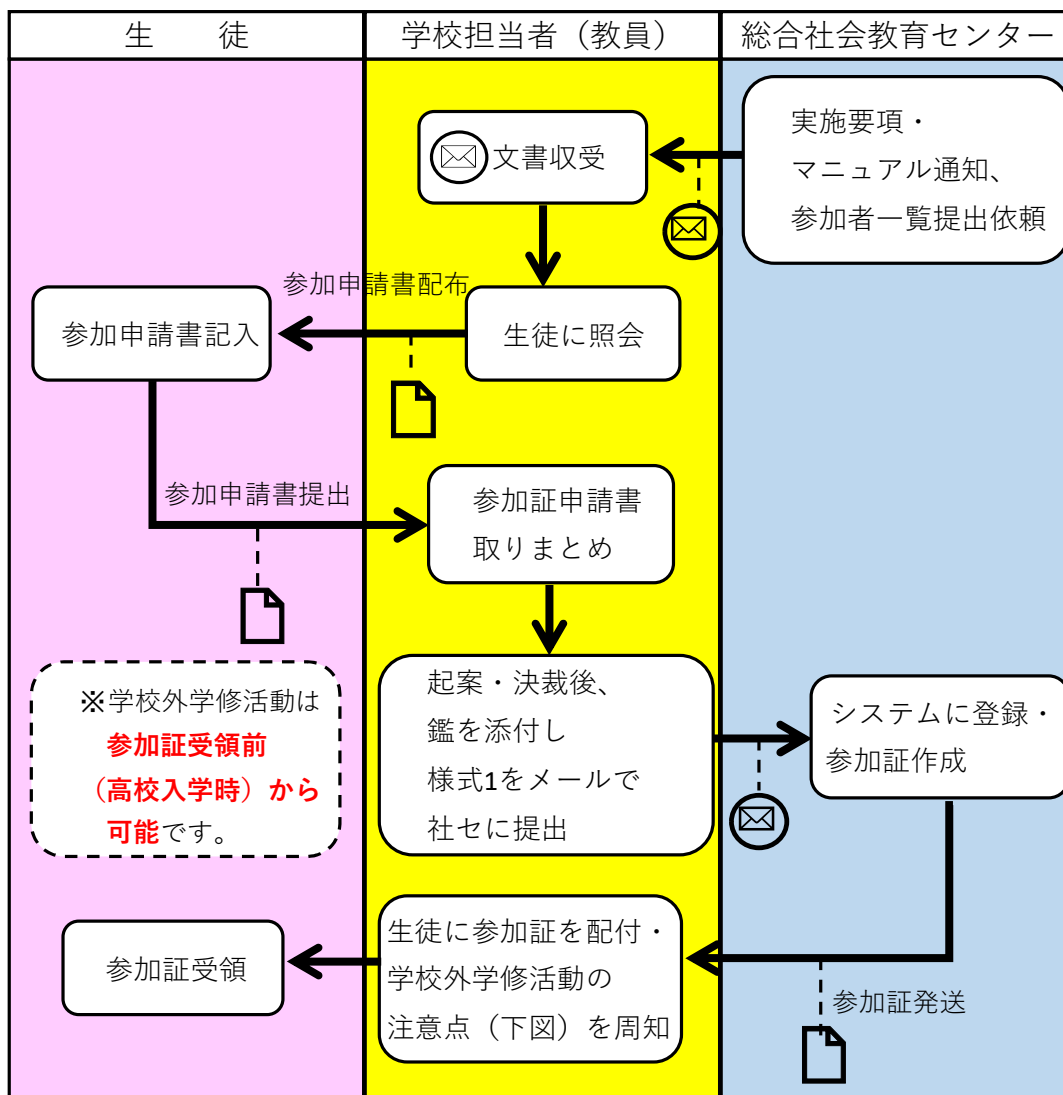 生　徒
学校担当者（教員）
総合社会教育センター
実施要項・
マニュアル通知、
参加者一覧提出依頼
文書収受
参加申請書配布
参加申請書記入
生徒に照会
参加申請書提出
参加証申請書
取りまとめ
※学校外学修活動は
参加証受領前
（高校入学時）から
可能です。
起案・決裁後、
鑑を添付し
様式1をメールで
社セに提出
システムに登録・
参加証作成
生徒に参加証を配付・
学校外学修活動の
注意点（下図）を周知
参加証受領
参加証発送